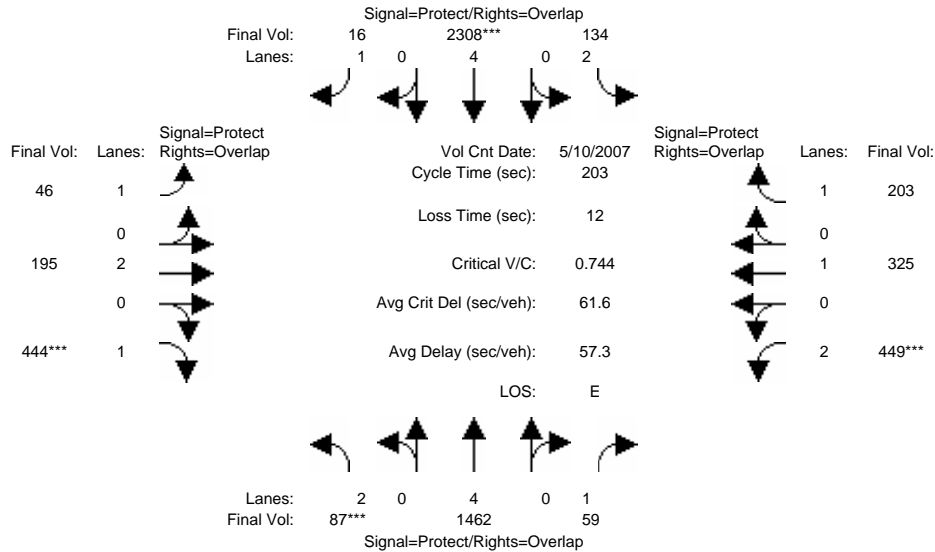 Signal=Protect/Rights=Overlap
Final Vol: 16 2308*** 134
Lanes: 1 0 4 0 2
Signal=Protect Signal=Protect
Final Vol: Lanes: Rights=Overlap Vol Cnt Date: 5/10/2007 Rights=Overlap Lanes: Final Vol:
Cycle Time (sec): 203
46 1 1 203
Loss Time (sec): 12
0 0
195 2 Critical V/C: 0.744 1 325
0 Avg Crit Del (sec/veh): 61.6 0
444*** 1 Avg Delay (sec/veh): 57.3 2 449***
LOS: E
Lanes: 2 0 4 0 1
Final Vol: 87*** 1462 59
Signal=Protect/Rights=Overlap